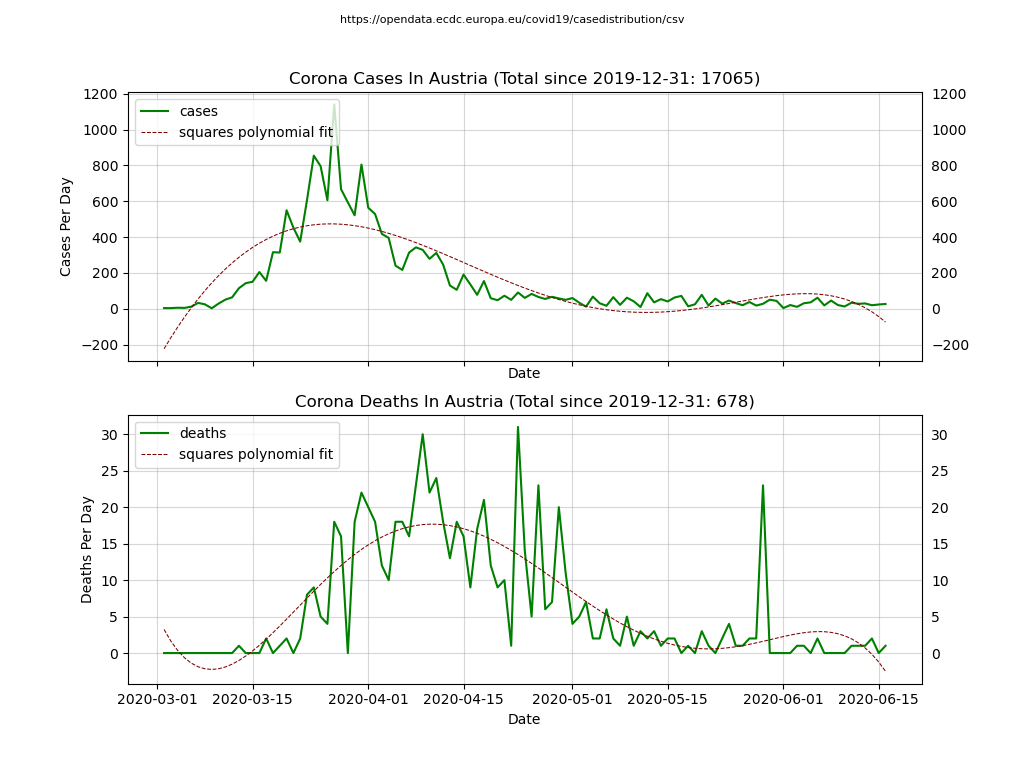 https://opendata.ecdc.europa.eu/covid19/casedistribution/csv
Corona Cases In Austria (Total since 2019-12-31: 17065)
cases
squares polynomial fit
Cases Per Day
1200
1000
800
600
400
200
0
−200
1200
1000
800
600
400
200
0
−200
Date
Corona Deaths In Austria (Total since 2019-12-31: 678)
deaths
squares polynomial fit
Deaths Per Day
30
25
20
15
10
5
0
30
25
20
15
10
5
0
2020-03-01 2020-03-15 2020-04-01 2020-04-15 2020-05-01 2020-05-15 2020-06-01 2020-06-15
Date